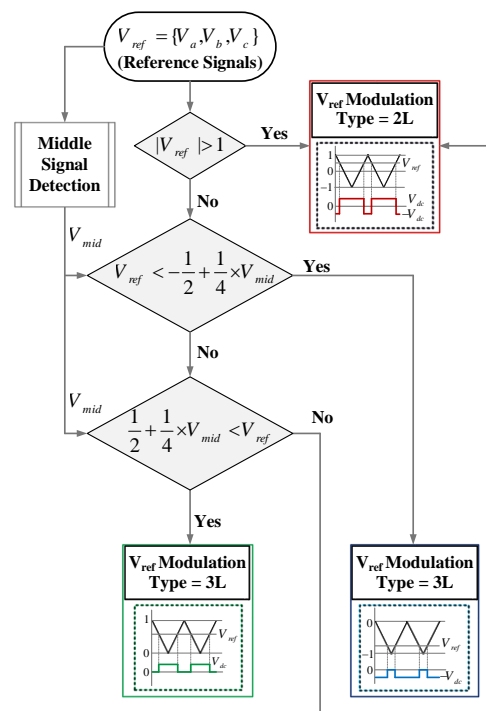 V_ref = {V_a, V_b, V_c}
(Reference Signals)
Middle
Signal
Detection
|V_ref| > 1
Yes
V_ref Modulation
Type = 2L
1
0
−1
V_ref
0
V_dc
−V_dc
No
V_mid
V_ref < −1/2 + 1/4 × V_mid
Yes
No
V_mid
1/2 + 1/4 × V_mid < V_ref
No
Yes
V_ref Modulation
Type = 3L
1
0
V_ref
0
V_dc
V_ref Modulation
Type = 3L
0
−1
V_ref
0
−V_dc